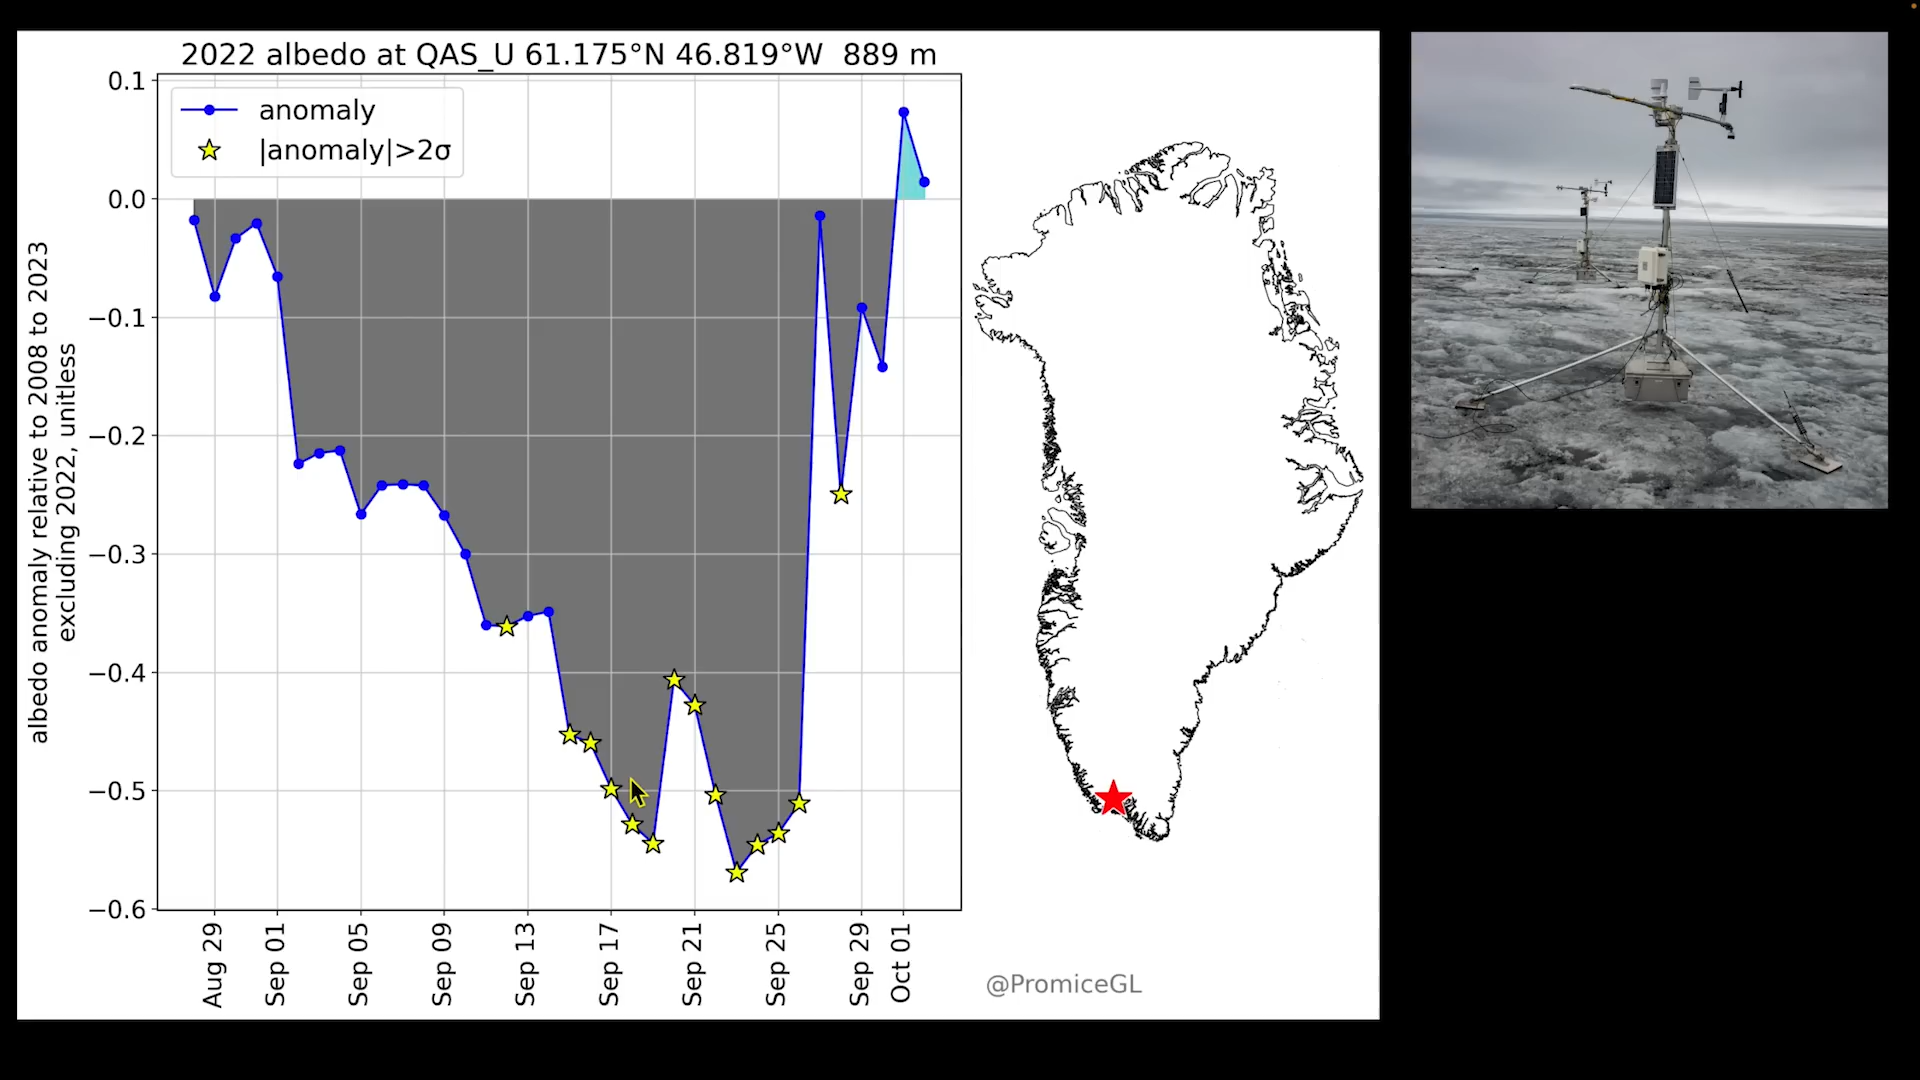 2022 albedo at QAS_U 61.175°N 46.819°W 889 m
anomaly
|anomaly|>2σ
0.1
0.0
−0.1
−0.2
−0.3
−0.4
−0.5
−0.6
albedo anomaly relative to 2008 to 2023
excluding 2022, unitless
Aug 29
Sep 01
Sep 05
Sep 09
Sep 13
Sep 17
Sep 21
Sep 25
Sep 29
Oct 01
@PromiceGL